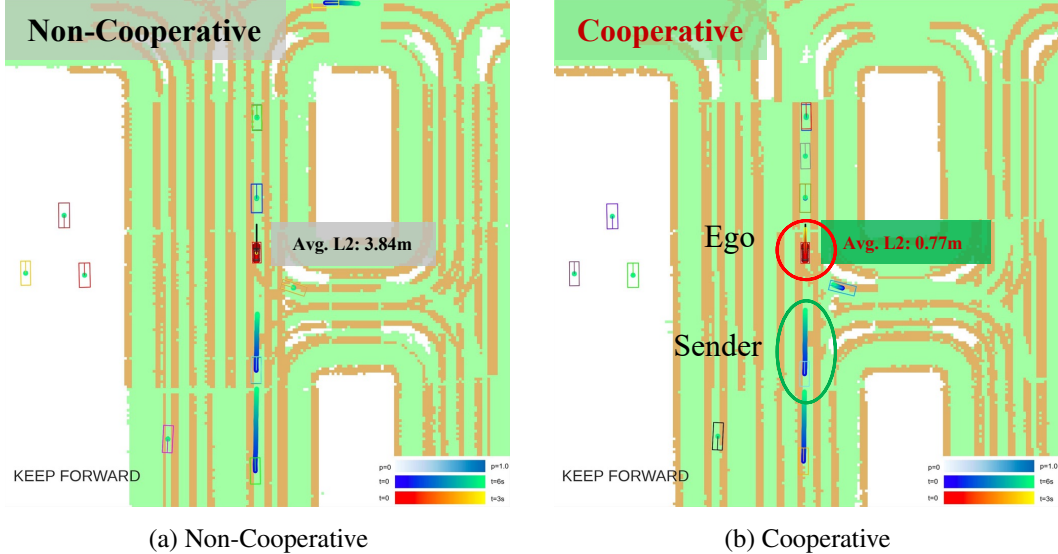 Non-Cooperative
Avg. L2: 3.84m
KEEP FORWARD
p=0 p=1.0
t=0 t=6s
t=0 t=3s
(a) Non-Cooperative
Cooperative
Ego
Avg. L2: 0.77m
Sender
KEEP FORWARD
p=0 p=1.0
t=0 t=6s
t=0 t=3s
(b) Cooperative